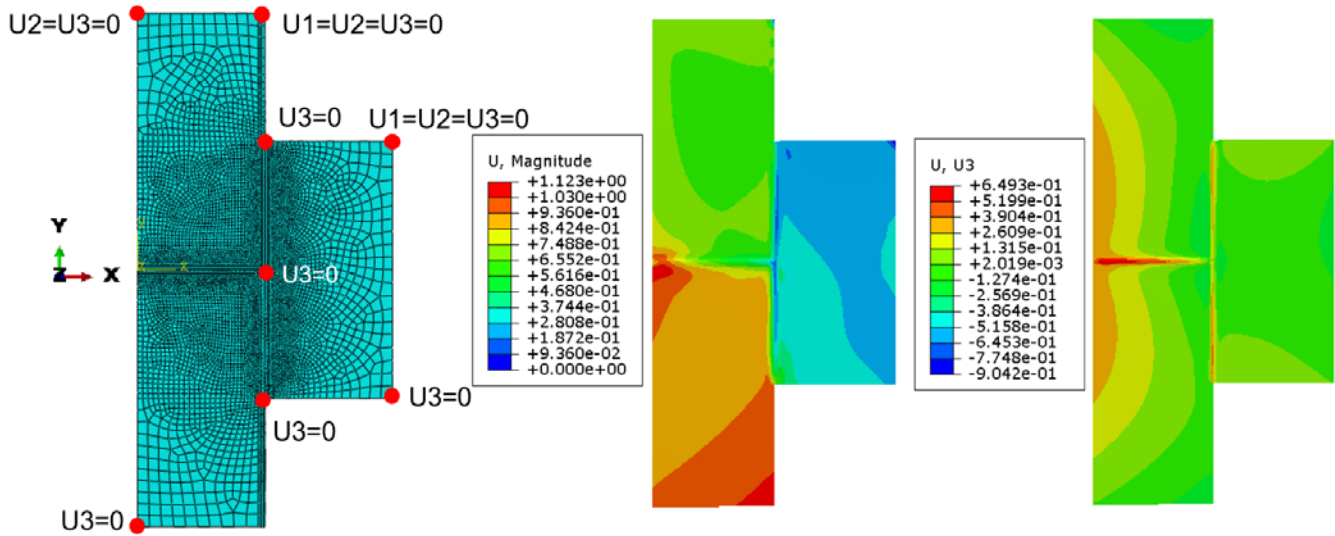 U2=U3=0
U1=U2=U3=0
U3=0
U1=U2=U3=0
Y
Z
X
U3=0
U3=0
U3=0
U3=0
U, Magnitude
+1.123e+00
+1.030e+00
+9.360e-01
+8.424e-01
+7.488e-01
+6.552e-01
+5.616e-01
+4.680e-01
+3.744e-01
+2.808e-01
+1.872e-01
+9.360e-02
+0.000e+00
U, U3
+6.493e-01
+5.199e-01
+3.904e-01
+2.609e-01
+1.315e-01
+2.019e-03
-1.274e-01
-2.569e-01
-3.864e-01
-5.158e-01
-6.453e-01
-7.748e-01
-9.042e-01